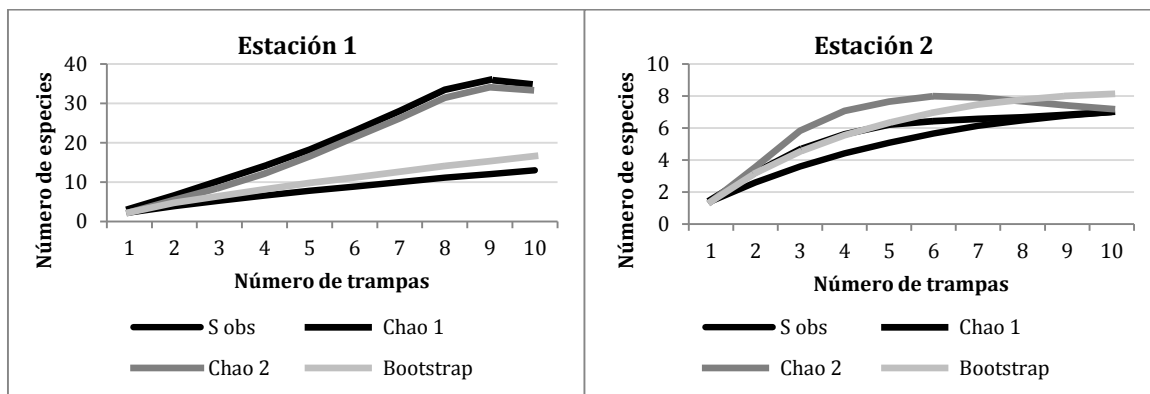 Estación 1
Número de especies
40
30
20
10
0
1 2 3 4 5 6 7 8 9 10
Número de trampas
S obs Chao 1
Chao 2 Bootstrap
Estación 2
Número de especies
10
8
6
4
2
0
1 2 3 4 5 6 7 8 9 10
Número de trampas
S obs Chao 1
Chao 2 Bootstrap